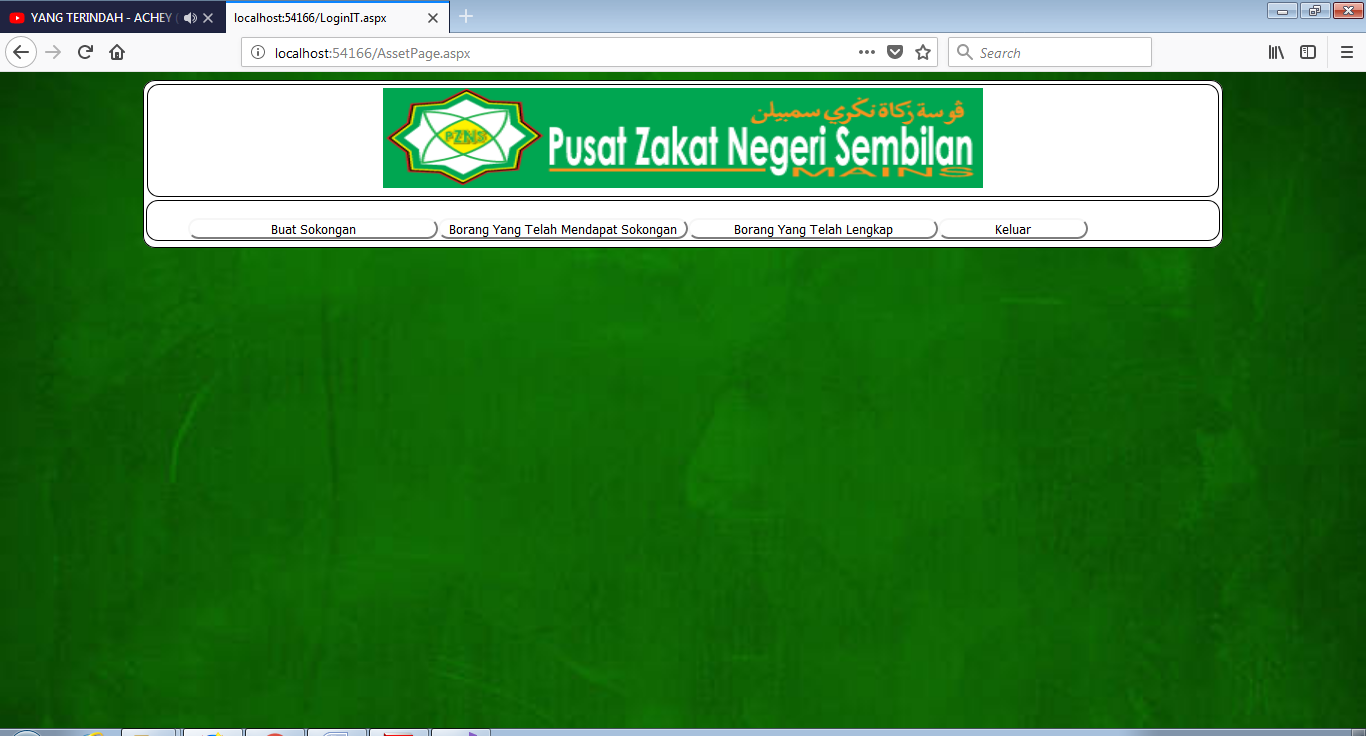 YANG TERINDAH - ACHEY (
localhost:54166/LoginIT.aspx
localhost:54166/AssetPage.aspx
Search
ڤوست زكاة نݢري سمبيلن
PZNS
Pusat Zakat Negeri Sembilan
MAINS
Buat Sokongan
Borang Yang Telah Mendapat Sokongan
Borang Yang Telah Lengkap
Keluar